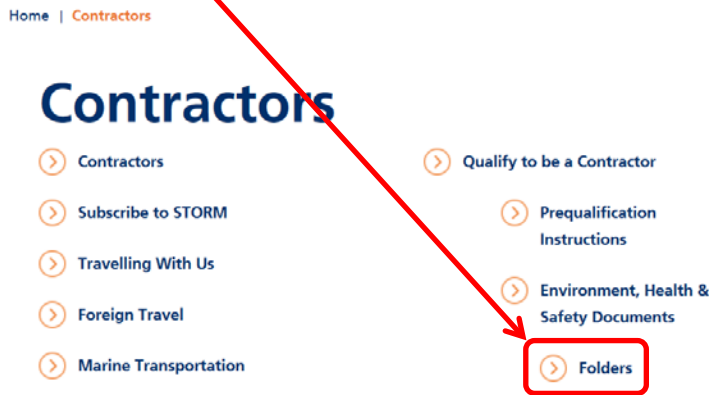 Home | Contractors
Contractors
Contractors
Subscribe to STORM
Travelling With Us
Foreign Travel
Marine Transportation
Qualify to be a Contractor
Prequalification
Instructions
Environment, Health &
Safety Documents
Folders